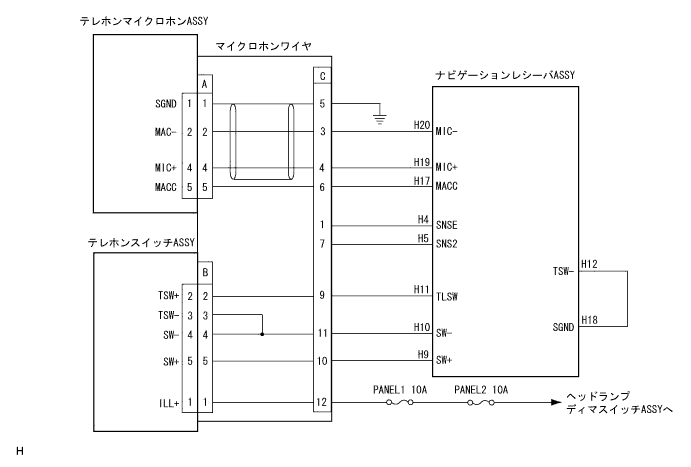 テレホンマイクロホンASSY
マイクロホンワイヤ
ナビゲーションレシーバASSY
A
C
SGND 1 1 5
MAC- 2 2 3 H20 MIC-
MIC+ 4 4 4 H19 MIC+
MACC 5 5 6 H17 MACC
1 H4 SNSE
7 H5 SNS2
テレホンスイッチASSY
B
TSW- H12
TSW+ 2 2 9 H11 TLSW
TSW- 3 3
SGND H18
SW- 4 4 11 H10 SW-
SW+ 5 5 10 H9 SW+
PANEL1 10A PANEL2 10A
ILL+ 1 1 12
ヘッドランプ
ディマスイッチASSYへ
H